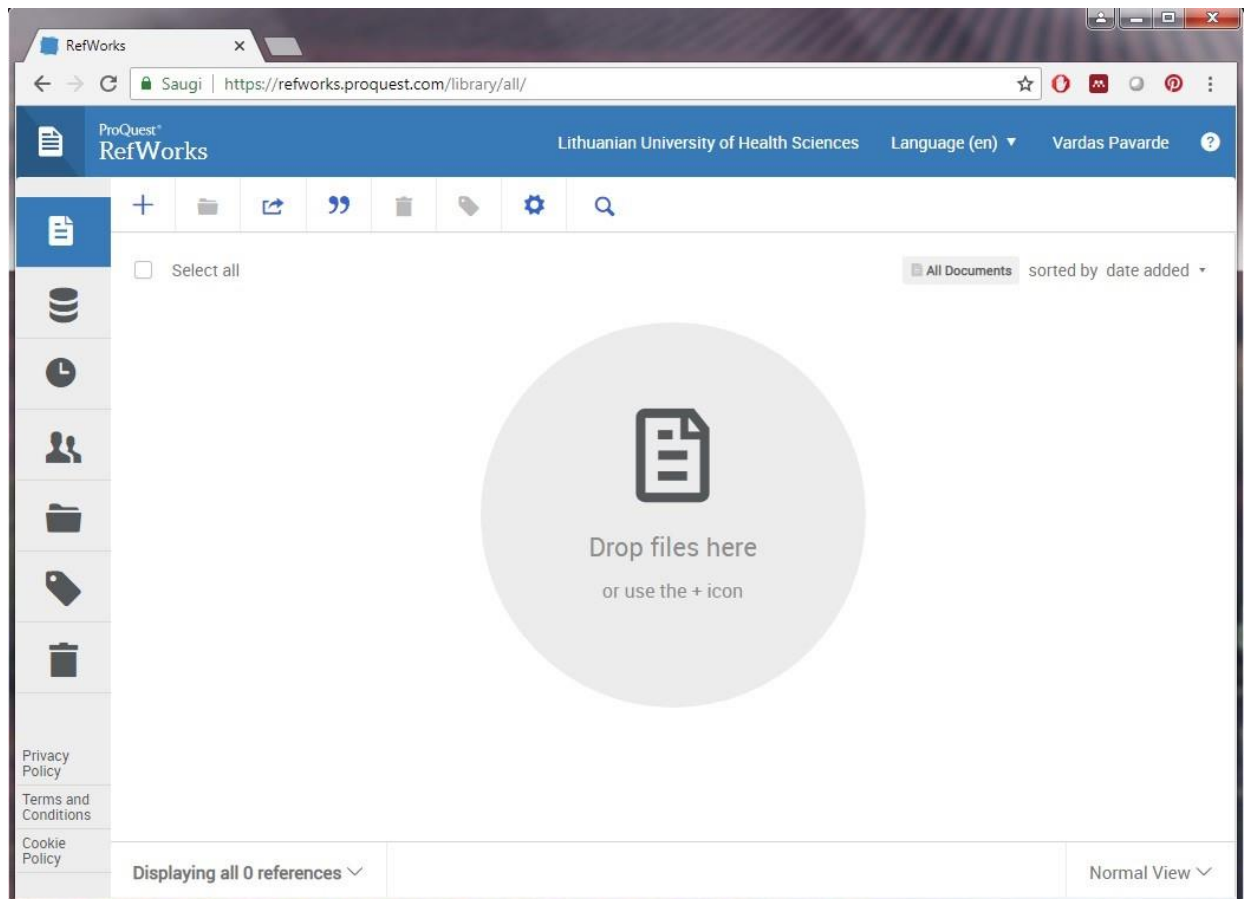 RefWorks
Saugi | https://refworks.proquest.com/library/all/
ProQuest®
RefWorks
Lithuanian University of Health Sciences Language (en) Vardas Pavarde ?
Select all
All Documents sorted by date added
Drop files here
or use the + icon
Privacy
Policy
Terms and
Conditions
Cookie
Policy
Displaying all 0 references
Normal View